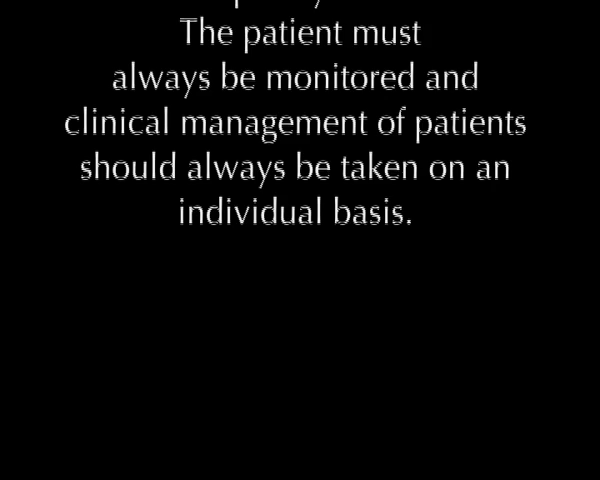 The patient must
always be monitored and
clinical management of patients
should always be taken on an
individual basis.